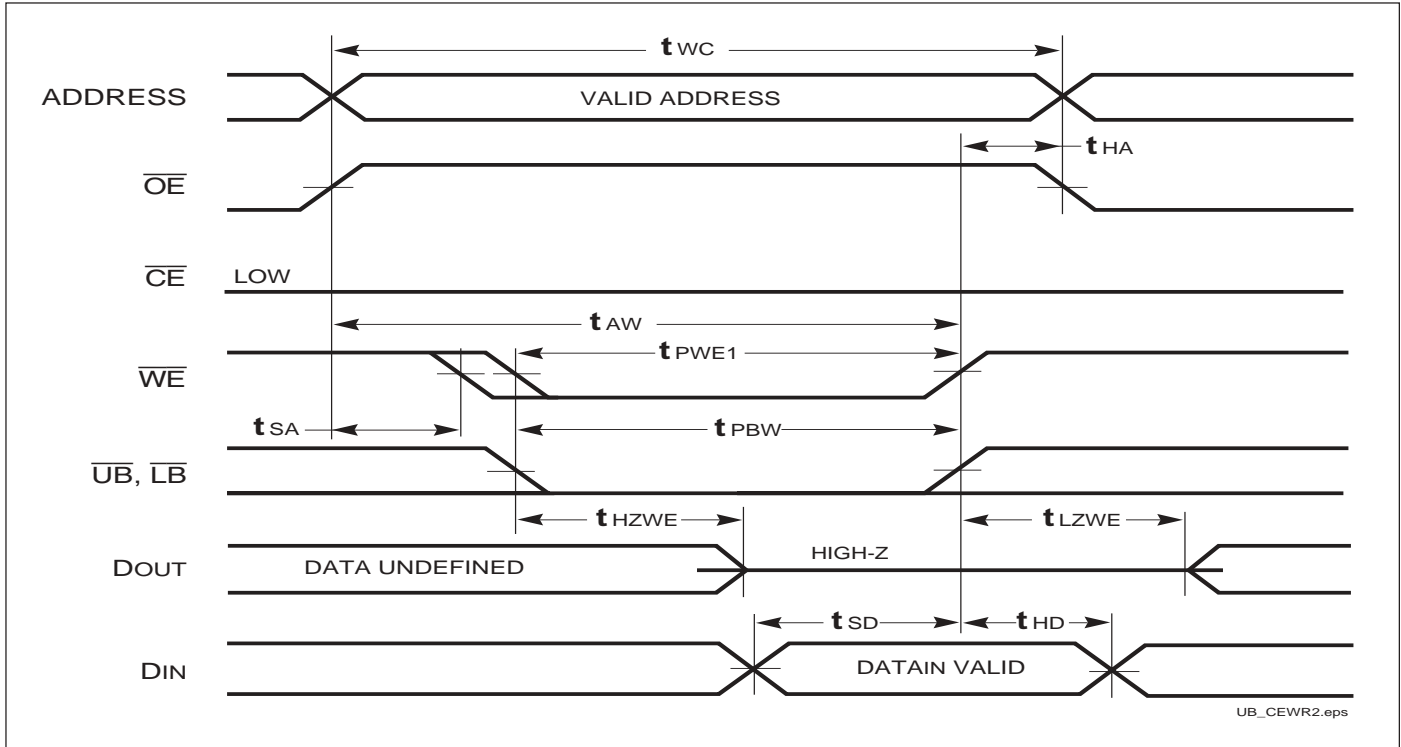 t WC
ADDRESS VALID ADDRESS
t HA
OE
CE LOW
t AW
t PWE1
WE
t SA t PBW
UB, LB
t HZWE t LZWE
DOUT DATA UNDEFINED HIGH-Z
t SD t HD
DIN DATAIN VALID
UB_CEWR2.eps